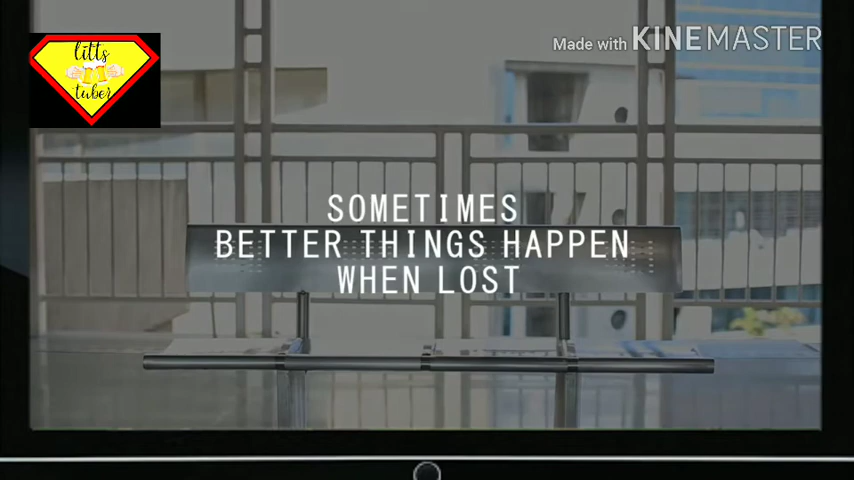 litts
tuber
Made with KINEMASTER
SOMETIMES
BETTER THINGS HAPPEN
WHEN LOST